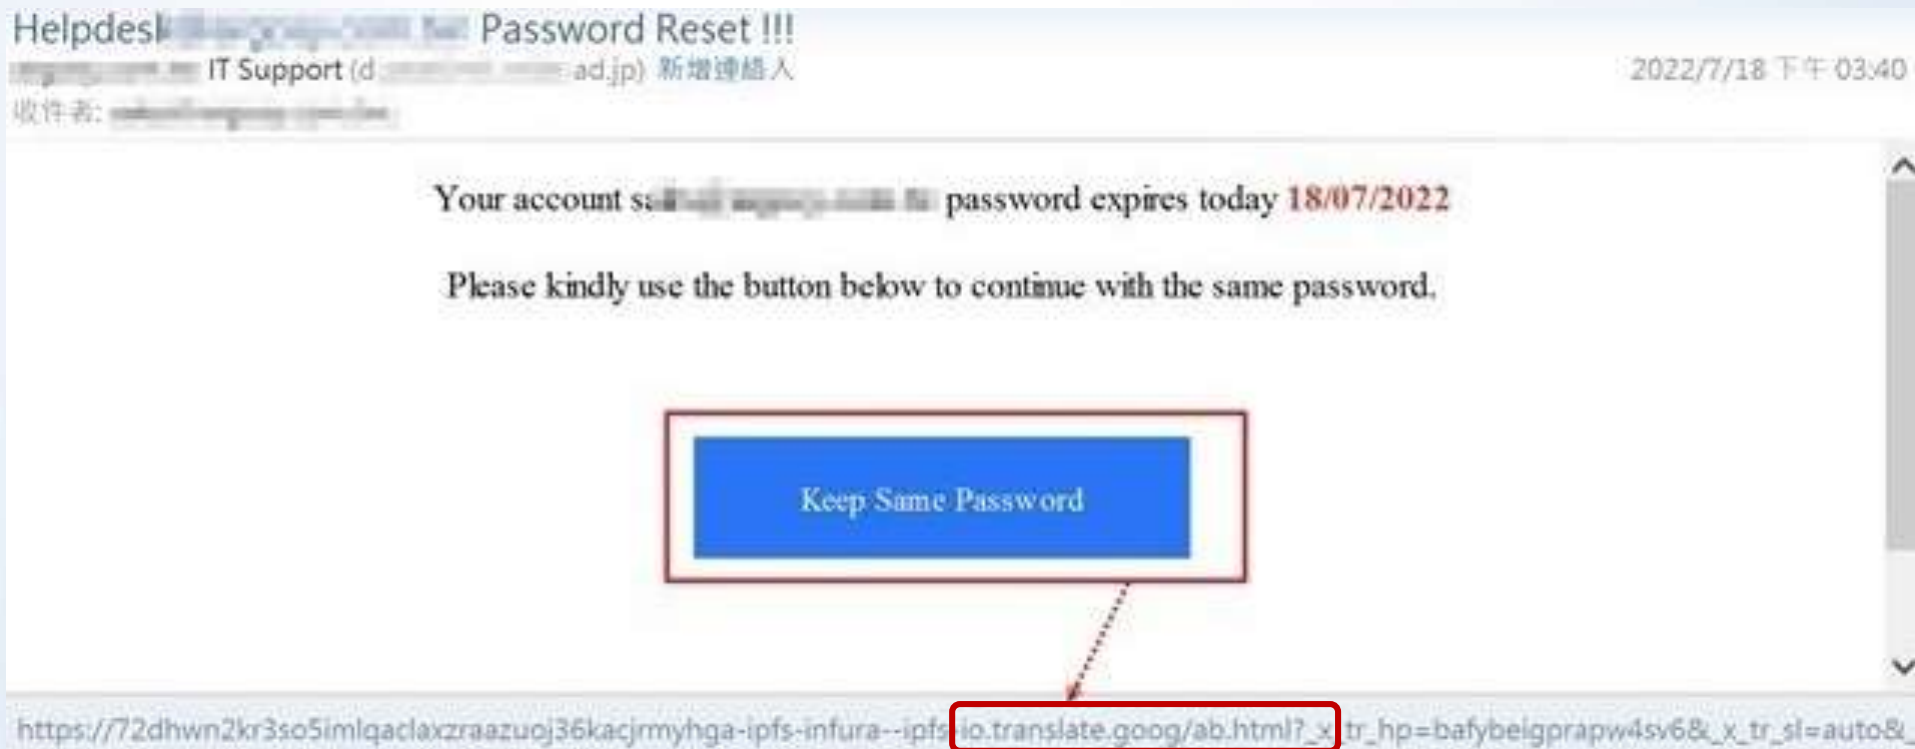 Helpdesk Password Reset !!!
IT Support (d ad.jp) 新增連絡人
2022/7/18 下午 03:40
收件者:
Your account sa password expires today 18/07/2022
Please kindly use the button below to continue with the same password.
Keep Same Password
https://72dhwn2kr3so5imlqaclaxzraazuoj36kacjrmyhga-ipfs-infura--ipfs-io.translate.goog/ab.html?_x_tr_hp=bafybeigprapw4sv6&_x_tr_sl=auto&_